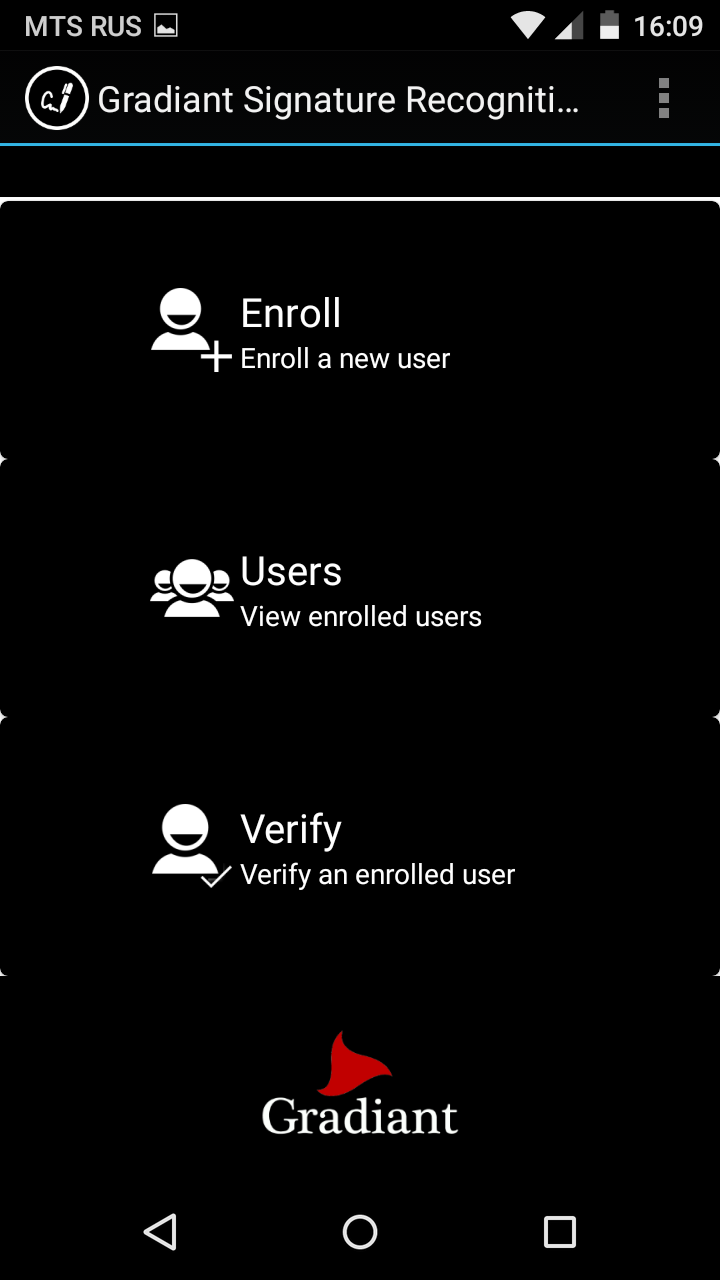 MTS RUS 16:09
Gradiant Signature Recogniti...
Enroll
Enroll a new user
Users
View enrolled users
Verify
Verify an enrolled user
Gradiant